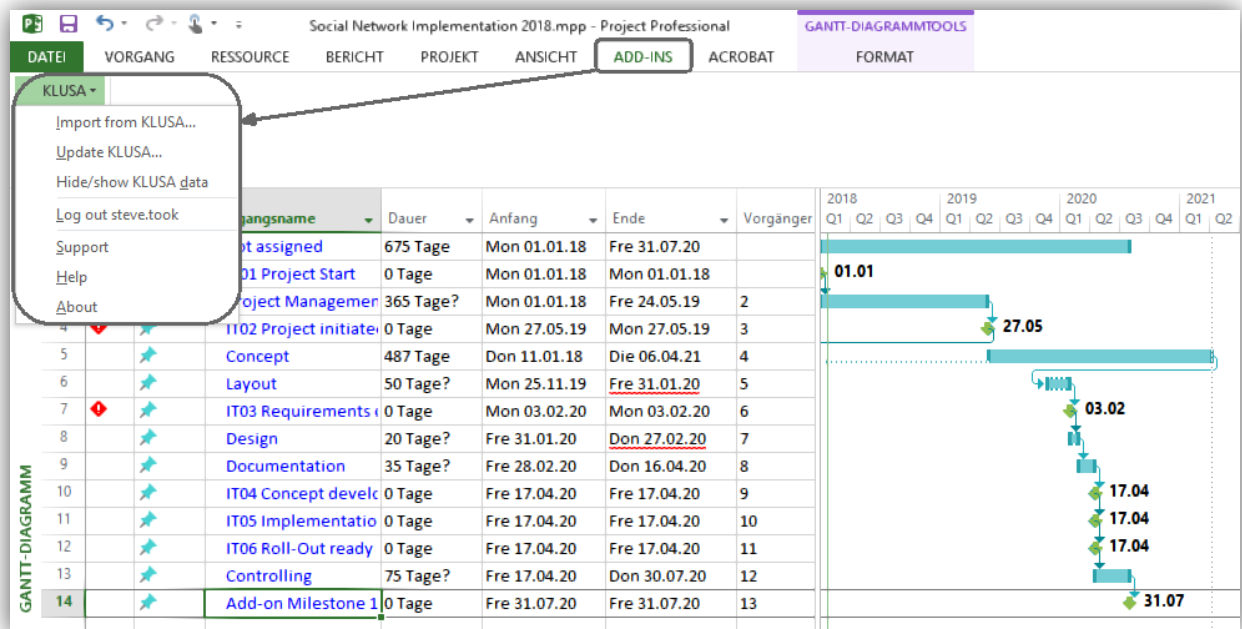 Social Network Implementation 2018.mpp - Project Professional
GANTT-DIAGRAMMTOOLS
DATEI VORGANG RESSOURCE BERICHT PROJEKT ANSICHT ADD-INS ACROBAT FORMAT
KLUSA
Import from KLUSA...
Update KLUSA...
Hide/show KLUSA data
Log out steve.took
Support
Help
About
2018 2019 2020 2021
gangsname Dauer Anfang Ende Vorgänger Q1 Q2 Q3 Q4 Q1 Q2 Q3 Q4 Q1 Q2 Q3 Q4 Q1 Q2
ot assigned 675 Tage Mon 01.01.18 Fre 31.07.20
01 Project Start 0 Tage Mon 01.01.18 Mon 01.01.18 01.01
roject Managemen 365 Tage? Mon 01.01.18 Fre 24.05.19 2
4 IT02 Project initiate 0 Tage Mon 27.05.19 Mon 27.05.19 3 27.05
5 Concept 487 Tage Don 11.01.18 Die 06.04.21 4
6 Layout 50 Tage? Mon 25.11.19 Fre 31.01.20 5
7 IT03 Requirements 0 Tage Mon 03.02.20 Mon 03.02.20 6 03.02
8 Design 20 Tage? Fre 31.01.20 Don 27.02.20 7
9 Documentation 35 Tage? Fre 28.02.20 Don 16.04.20 8
10 IT04 Concept develo 0 Tage Fre 17.04.20 Fre 17.04.20 9 17.04
11 IT05 Implementatio 0 Tage Fre 17.04.20 Fre 17.04.20 10 17.04
12 IT06 Roll-Out ready 0 Tage Fre 17.04.20 Fre 17.04.20 11 17.04
13 Controlling 75 Tage? Fre 17.04.20 Don 30.07.20 12
14 Add-on Milestone 1 0 Tage Fre 31.07.20 Fre 31.07.20 13 31.07
GANTT-DIAGRAMM